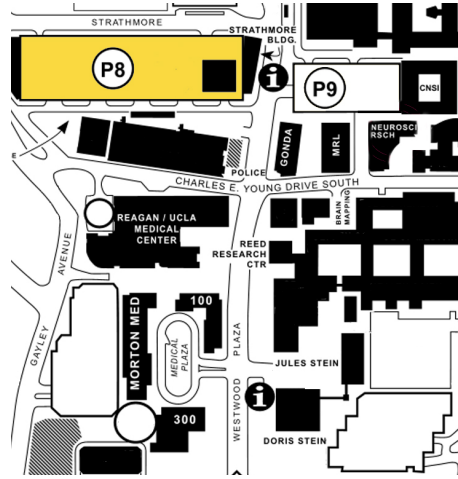 STRATHMORE
STRATHMORE
BLDG.
P8
i
P9
CNSI
GONDA
MRL
NEUROSCI
RSCH
POLICE
CHARLES E. YOUNG DRIVE SOUTH
REAGAN / UCLA
MEDICAL
CENTER
BRAIN
MAPPING
REED
RESEARCH
CTR
AVENUE
GAYLEY
MORTON MED
100
MEDICAL
PLAZA
PLAZA
WESTWOOD
JULES STEIN
i
DORIS STEIN
300